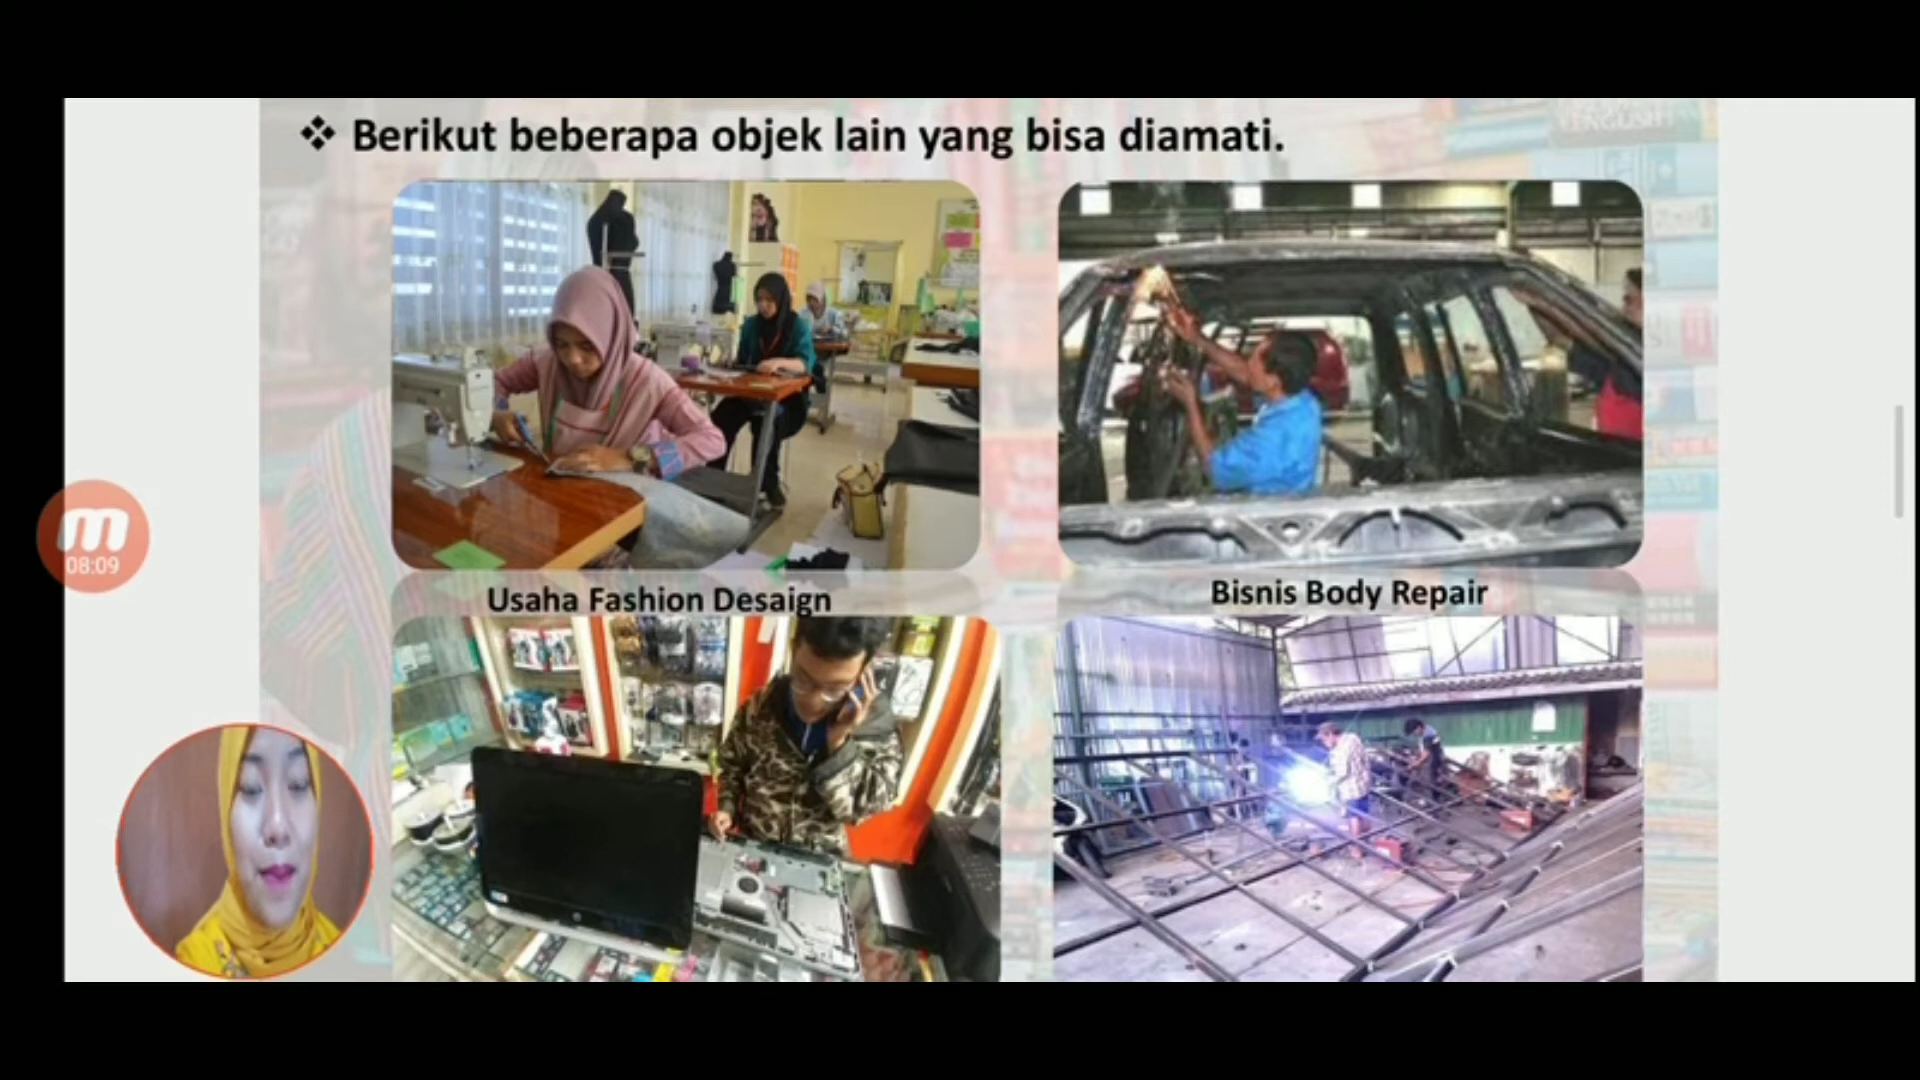 ❖ Berikut beberapa objek lain yang bisa diamati.
Usaha Fashion Desaign
Bisnis Body Repair
m
08:09